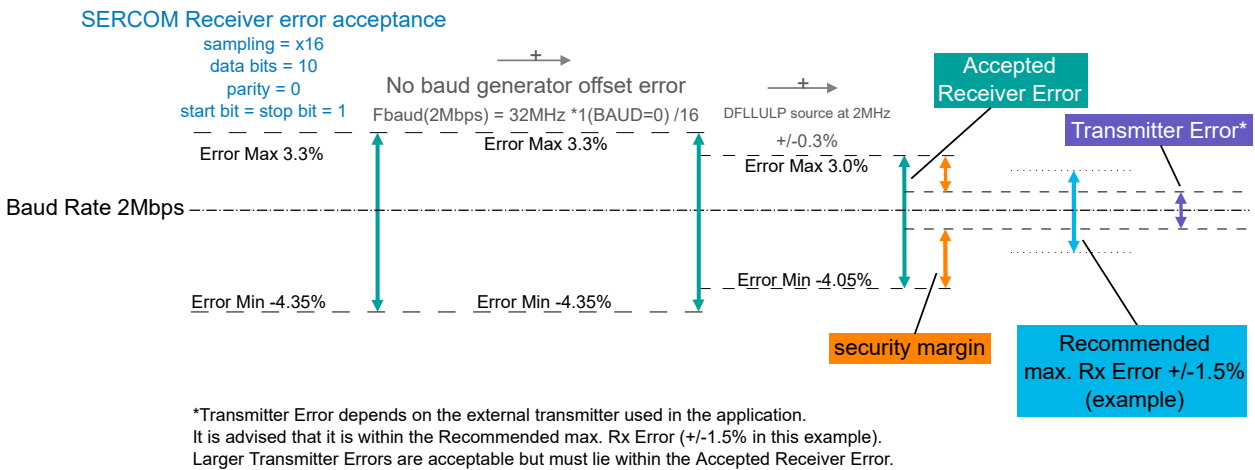 SERCOM Receiver error acceptance
sampling = x16
data bits = 10
parity = 0
start bit = stop bit = 1
+
No baud generator offset error
Fbaud(2Mbps) = 32MHz *1(BAUD=0) /16
+
DFLLULP source at 2MHz
+/-0.3%
Accepted
Receiver Error
Transmitter Error*
Error Max 3.3%
Error Max 3.3%
Error Max 3.0%
Baud Rate 2Mbps
Error Min -4.35%
Error Min -4.35%
Error Min -4.05%
security margin
Recommended
max. Rx Error +/-1.5%
(example)
*Transmitter Error depends on the external transmitter used in the application.
It is advised that it is within the Recommended max. Rx Error (+/-1.5% in this example).
Larger Transmitter Errors are acceptable but must lie within the Accepted Receiver Error.